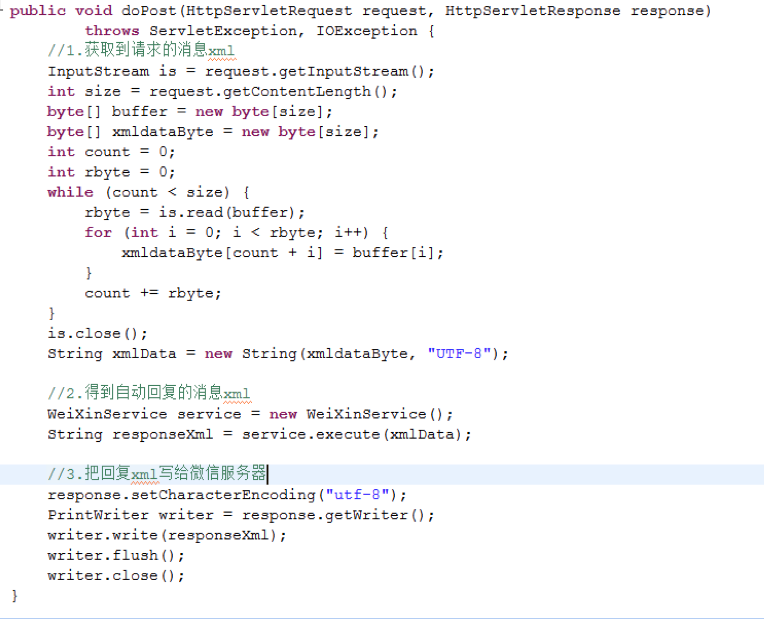 public void doPost(HttpServletRequest request, HttpServletResponse response)
        throws ServletException, IOException {
    //1.获取到请求的消息xml
    InputStream is = request.getInputStream();
    int size = request.getContentLength();
    byte[] buffer = new byte[size];
    byte[] xmldataByte = new byte[size];
    int count = 0;
    int rbyte = 0;
    while (count < size) {
        rbyte = is.read(buffer);
        for (int i = 0; i < rbyte; i++) {
            xmldataByte[count + i] = buffer[i];
        }
        count += rbyte;
    }
    is.close();
    String xmlData = new String(xmldataByte, "UTF-8");
    //2.得到自动回复的消息xml
    WeiXinService service = new WeiXinService();
    String responseXml = service.execute(xmlData);
    //3.把回复xml写给微信服务器
    response.setCharacterEncoding("utf-8");
    PrintWriter writer = response.getWriter();
    writer.write(responseXml);
    writer.flush();
    writer.close();
}